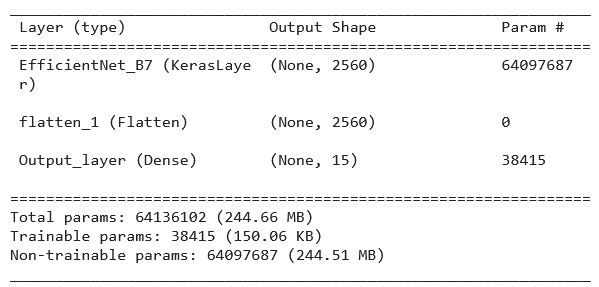 Layer (type) Output Shape Param #
EfficientNet_B7 (KerasLaye (None, 2560) 64097687
r)
flatten_1 (Flatten) (None, 2560) 0
Output_layer (Dense) (None, 15) 38415
Total params: 64136102 (244.66 MB)
Trainable params: 38415 (150.06 KB)
Non-trainable params: 64097687 (244.51 MB)